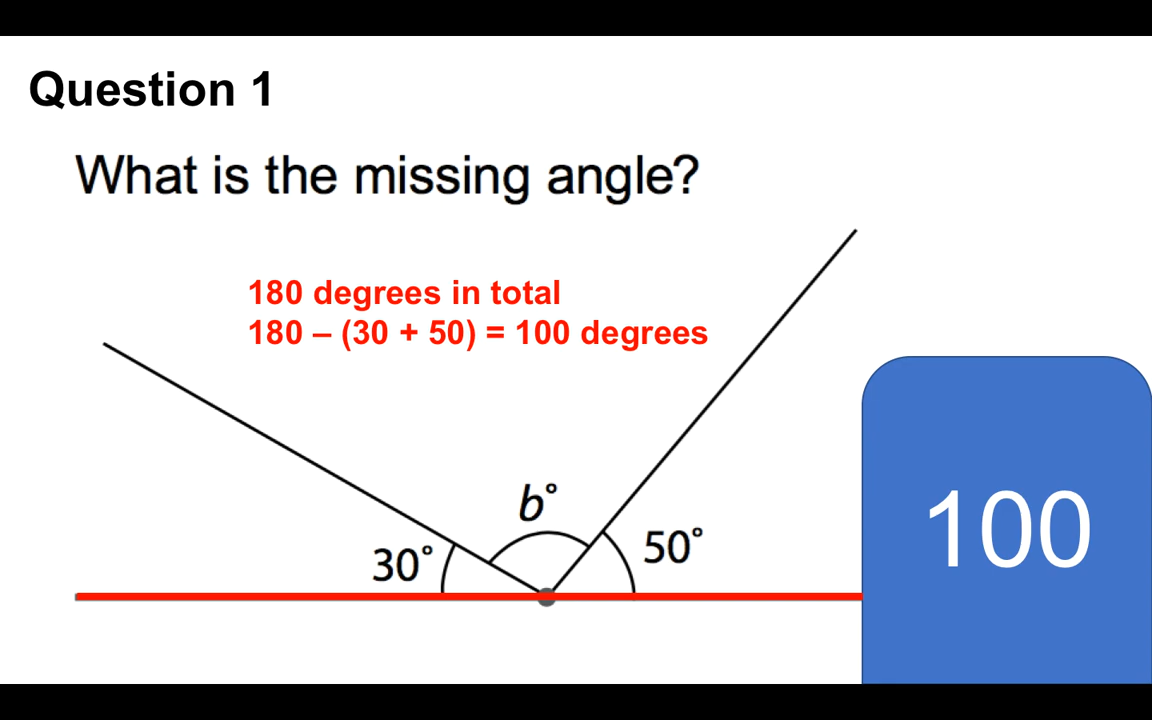 Question 1
What is the missing angle?
180 degrees in total
180 – (30 + 50) = 100 degrees
b°
30°
50°
100